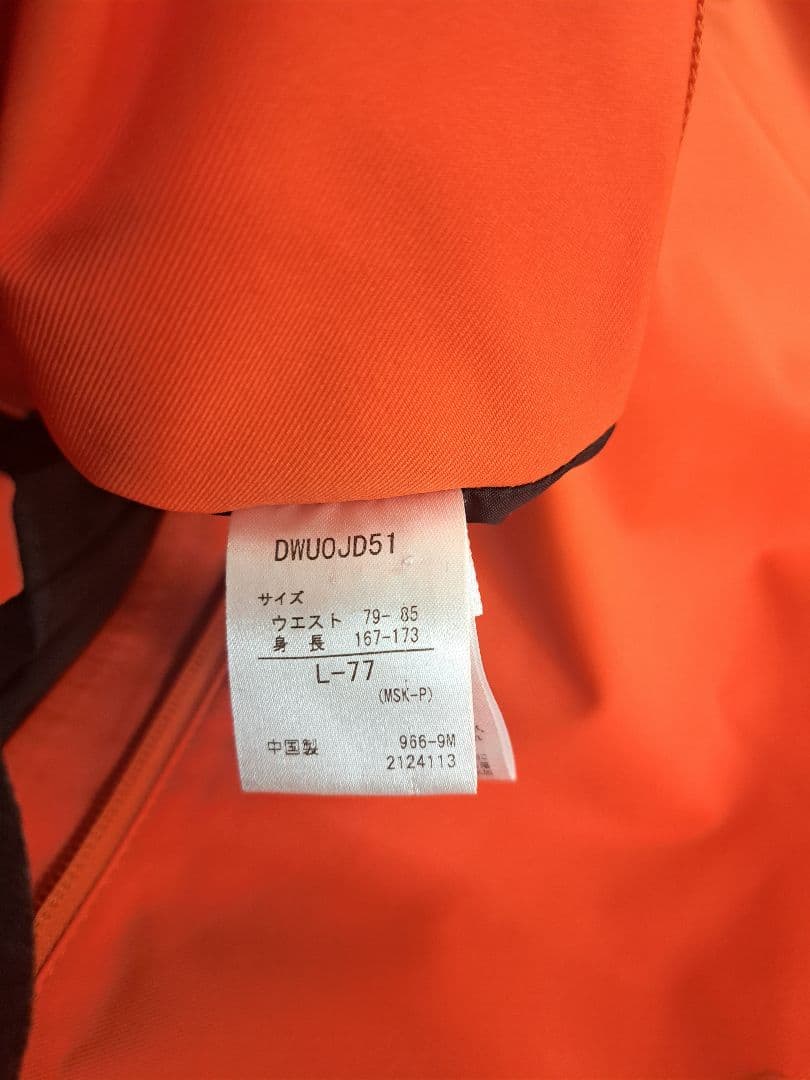 DWUOJD51
サイズ
ウエスト 79- 85
身 長 167-173
L-77
(MSK-P)
中国製 966-9M
2124113